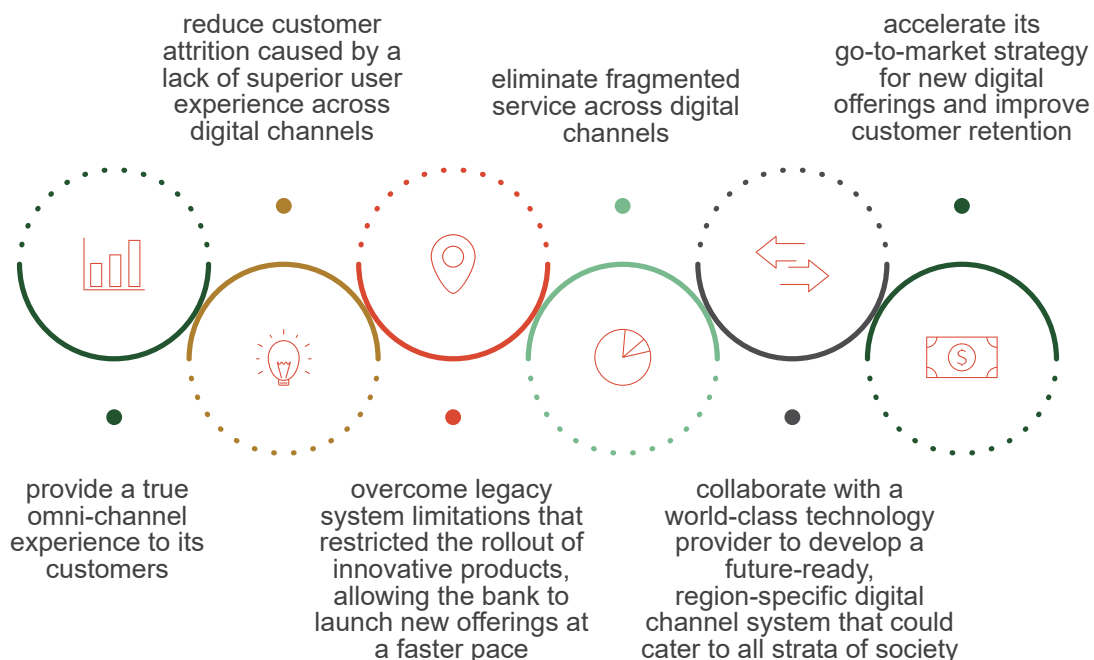 provide a true
omni-channel
experience to its
customers
reduce customer
attrition caused by a
lack of superior user
experience across
digital channels
overcome legacy
system limitations that
restricted the rollout of
innovative products,
allowing the bank to
launch new offerings at
a faster pace
eliminate fragmented
service across digital
channels
collaborate with a
world-class technology
provider to develop a
future-ready,
region-specific digital
channel system that could
cater to all strata of society
accelerate its
go-to-market strategy
for new digital
offerings and improve
customer retention
$